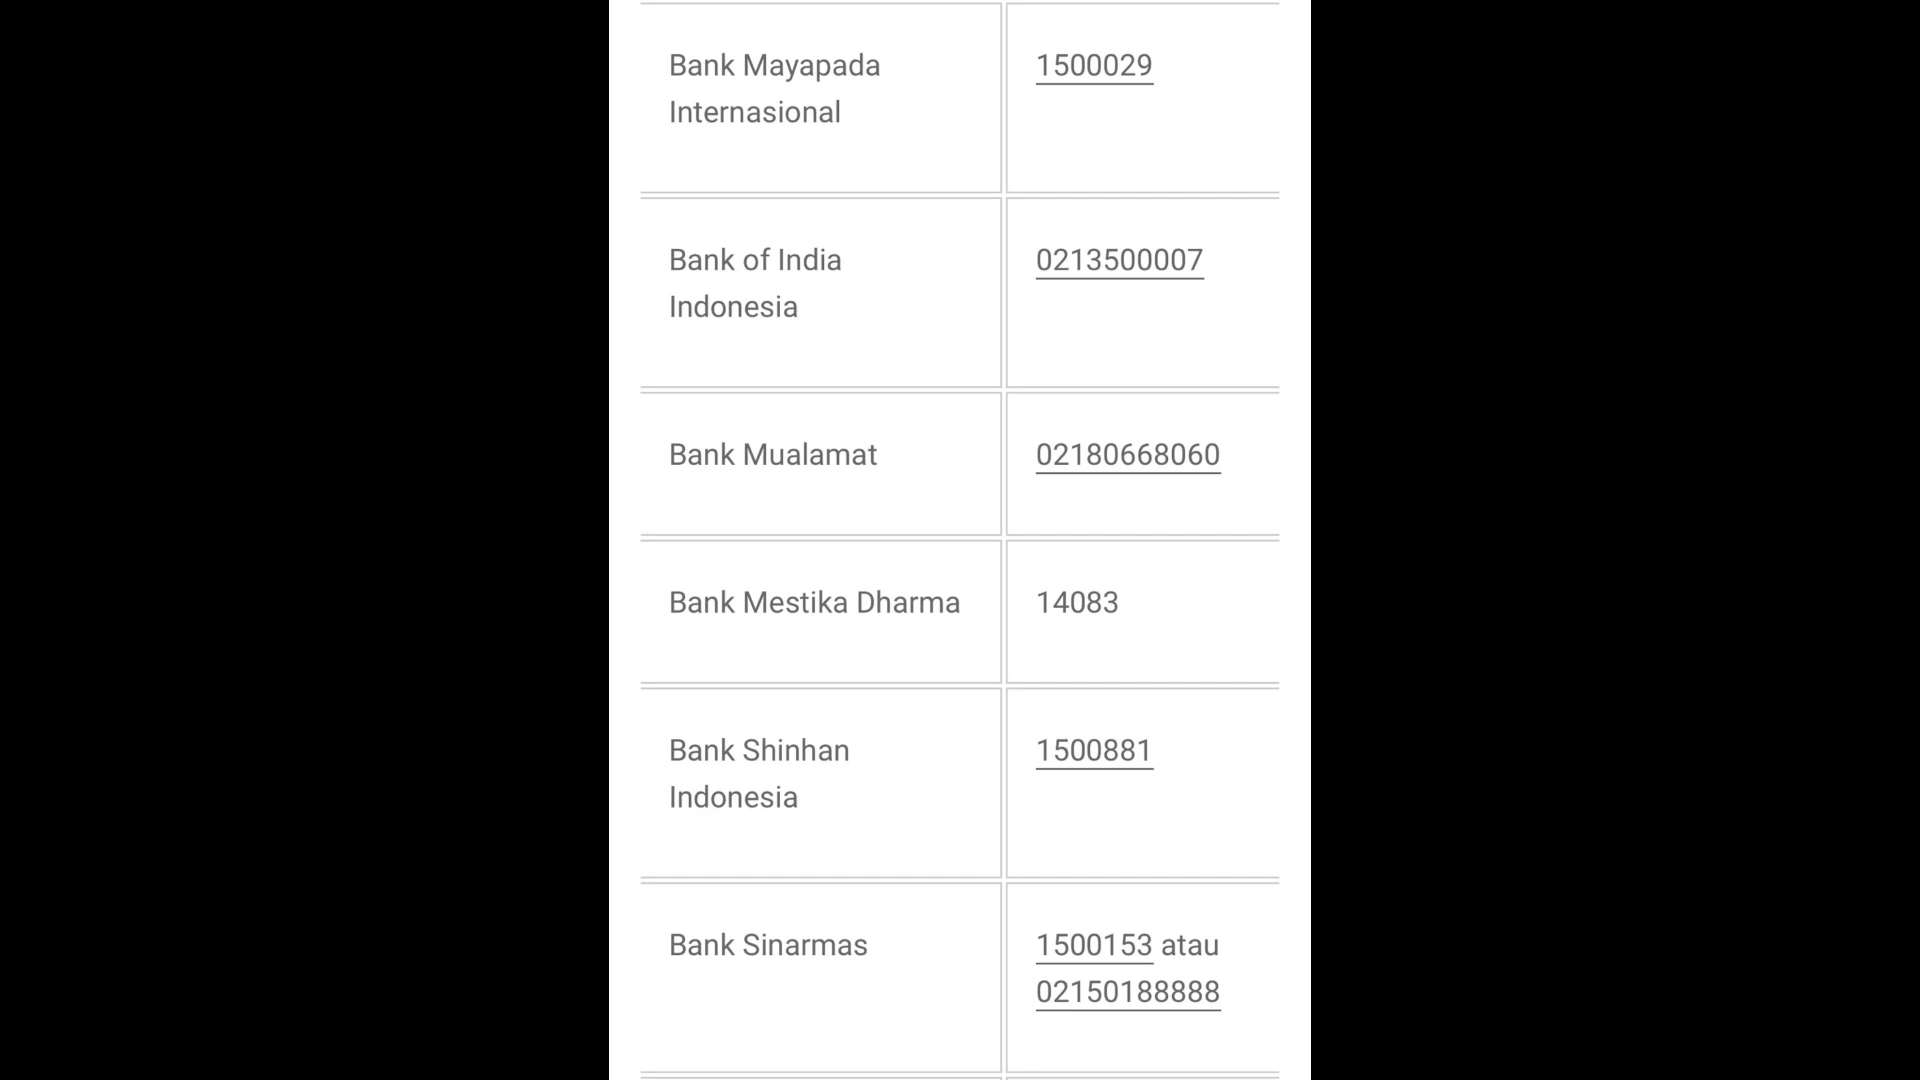 Bank Mayapada
Internasional
1500029
Bank of India
Indonesia
0213500007
Bank Mualamat
02180668060
Bank Mestika Dharma
14083
Bank Shinhan
Indonesia
1500881
Bank Sinarmas
1500153 atau
02150188888